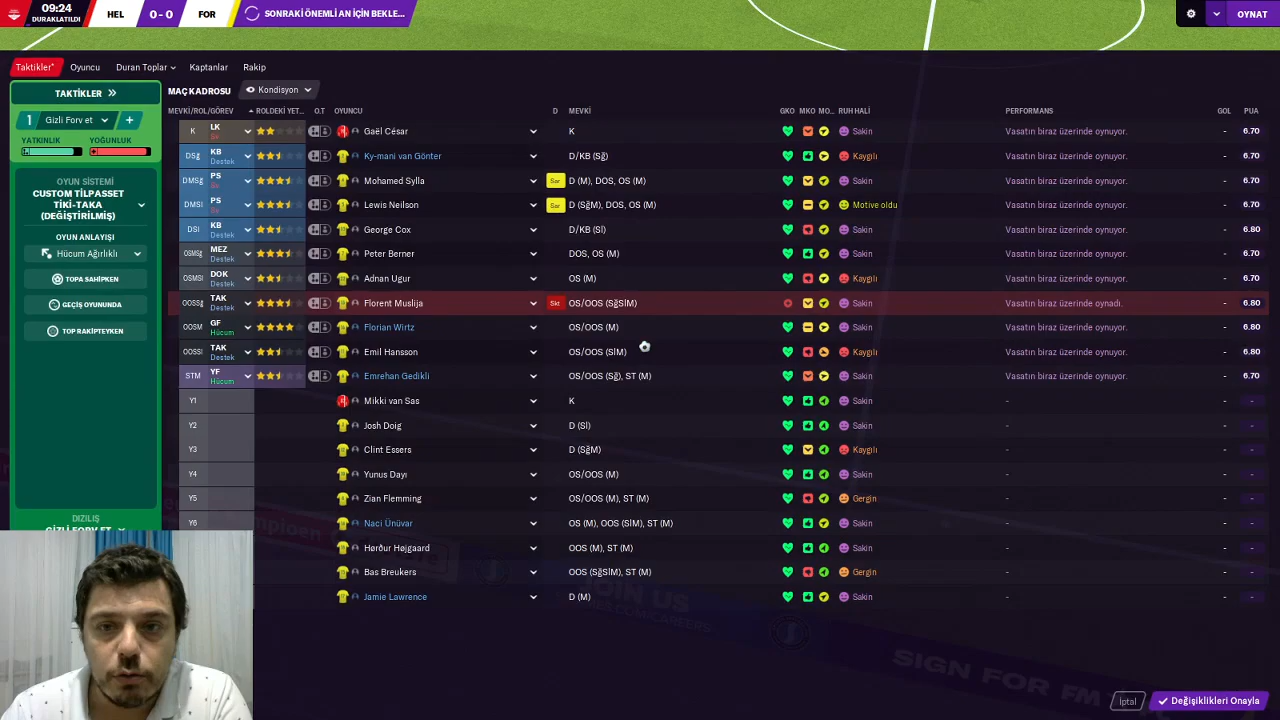 09:24
DURAKLATILDI
HEL
0 - 0
FOR
SONRAKİ ÖNEMLİ AN İÇİN BEKLE...
OYNAT
Taktikler*
Oyuncu
Duran Toplar
Kaptanlar
Rakip
TAKTİKLER
1 Gizli Forv et
YATKINLIK
YOĞUNLUK
OYUN SİSTEMİ
CUSTOM TİLPASSET
TİKİ-TAKA
(DEĞİŞTİRİLMİŞ)
OYUN ANLAYIŞI
Hücum Ağırlıklı
TOPA SAHİPKEN
GEÇİŞ OYUNUNDA
TOP RAKİPTEYKEN
DİZİLİŞ
MAÇ KADROSU
Kondisyon
MEVKİ/ROL/GÖREV ROLDEKİ YET... O.T OYUNCU D MEVKİ GKO MKO MO... RUH HALİ PERFORMANS GOL PUA
K LK Gaël César K Sakin Vasatın biraz üzerinde oynuyor. - 6.70
DSğ KB Destek Ky-mani van Gönter D/KB (Sğ) Kaygılı Vasatın biraz üzerinde oynuyor. - 6.70
DMSğ PS Mohamed Sylla Sar D (M), DOS, OS (M) Sakin Vasatın biraz üzerinde oynuyor. - 6.70
DMSl PS Lewis Neilson Sar D (SğM), DOS, OS (M) Motive oldu Vasatın biraz üzerinde oynuyor. - 6.70
DSl KB Destek George Cox D/KB (Sl) Sakin Vasatın biraz üzerinde oynuyor. - 6.80
OSMSğ MEZ Destek Peter Berner DOS, OS (M) Sakin Vasatın biraz üzerinde oynuyor. - 6.70
OSMSl DOK Destek Adnan Ugur OS (M) Kaygılı Vasatın biraz üzerinde oynuyor. - 6.70
OOSSğ TAK Destek Florent Muslija Skt OS/OOS (SğSlM) Sakin Vasatın biraz üzerinde oynadı. - 6.80
OOSM GF Hücum Florian Wirtz OS/OOS (M) Sakin Vasatın biraz üzerinde oynuyor. - 6.80
OOSSl TAK Destek Emil Hansson OS/OOS (SlM) Kaygılı Vasatın biraz üzerinde oynuyor. - 6.80
STM YF Hücum Emrehan Gedikli OS/OOS (Sğ), ST (M) Sakin Vasatın biraz üzerinde oynuyor. - 6.70
Y1 Mikki van Sas K Sakin - - -
Y2 Josh Doig D (Sl) Sakin - - -
Y3 Clint Essers D (SğM) Kaygılı - - -
Y4 Yunus Dayı OS/OOS (M) Sakin - - -
Y5 Zian Flemming OS/OOS (M), ST (M) Gergin - - -
Y6 Naci Ünüvar OS (M), OOS (SlM), ST (M) Sakin - - -
Hørður Højgaard OOS (M), ST (M) Sakin - - -
Bas Breukers OOS (SğSlM), ST (M) Gergin - - -
Jamie Lawrence D (M) Sakin - - -
İptal
Değişiklikleri Onayla